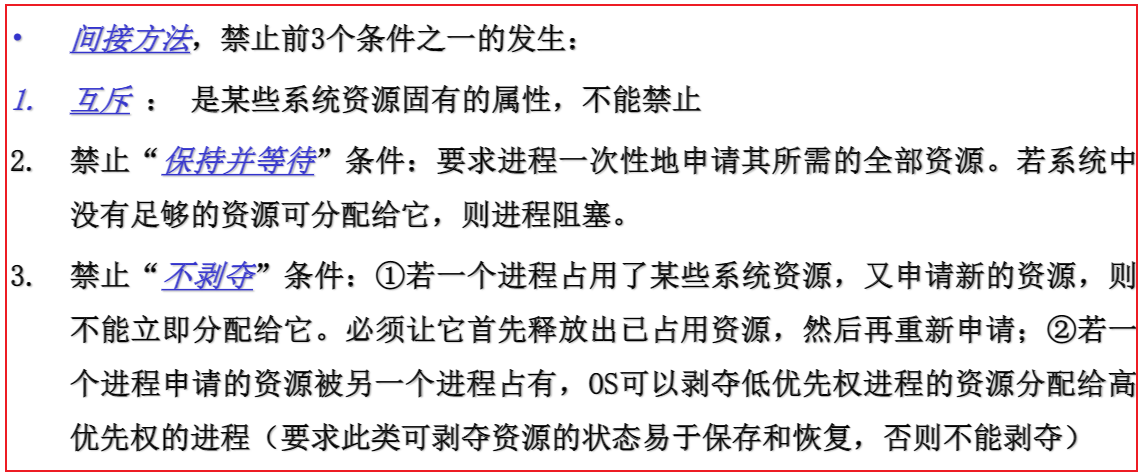 • 间接方法，禁止前3个条件之一的发生：
1. 互斥 ： 是某些系统资源固有的属性，不能禁止
2. 禁止“保持并等待”条件：要求进程一次性地申请其所需的全部资源。若系统中
没有足够的资源可分配给它，则进程阻塞。
3. 禁止“不剥夺”条件：①若一个进程占用了某些系统资源，又申请新的资源，则
不能立即分配给它。必须让它首先释放出已占用资源，然后再重新申请；②若一
个进程申请的资源被另一个进程占有，OS可以剥夺低优先权进程的资源分配给高
优先权的进程（要求此类可剥夺资源的状态易于保存和恢复，否则不能剥夺）